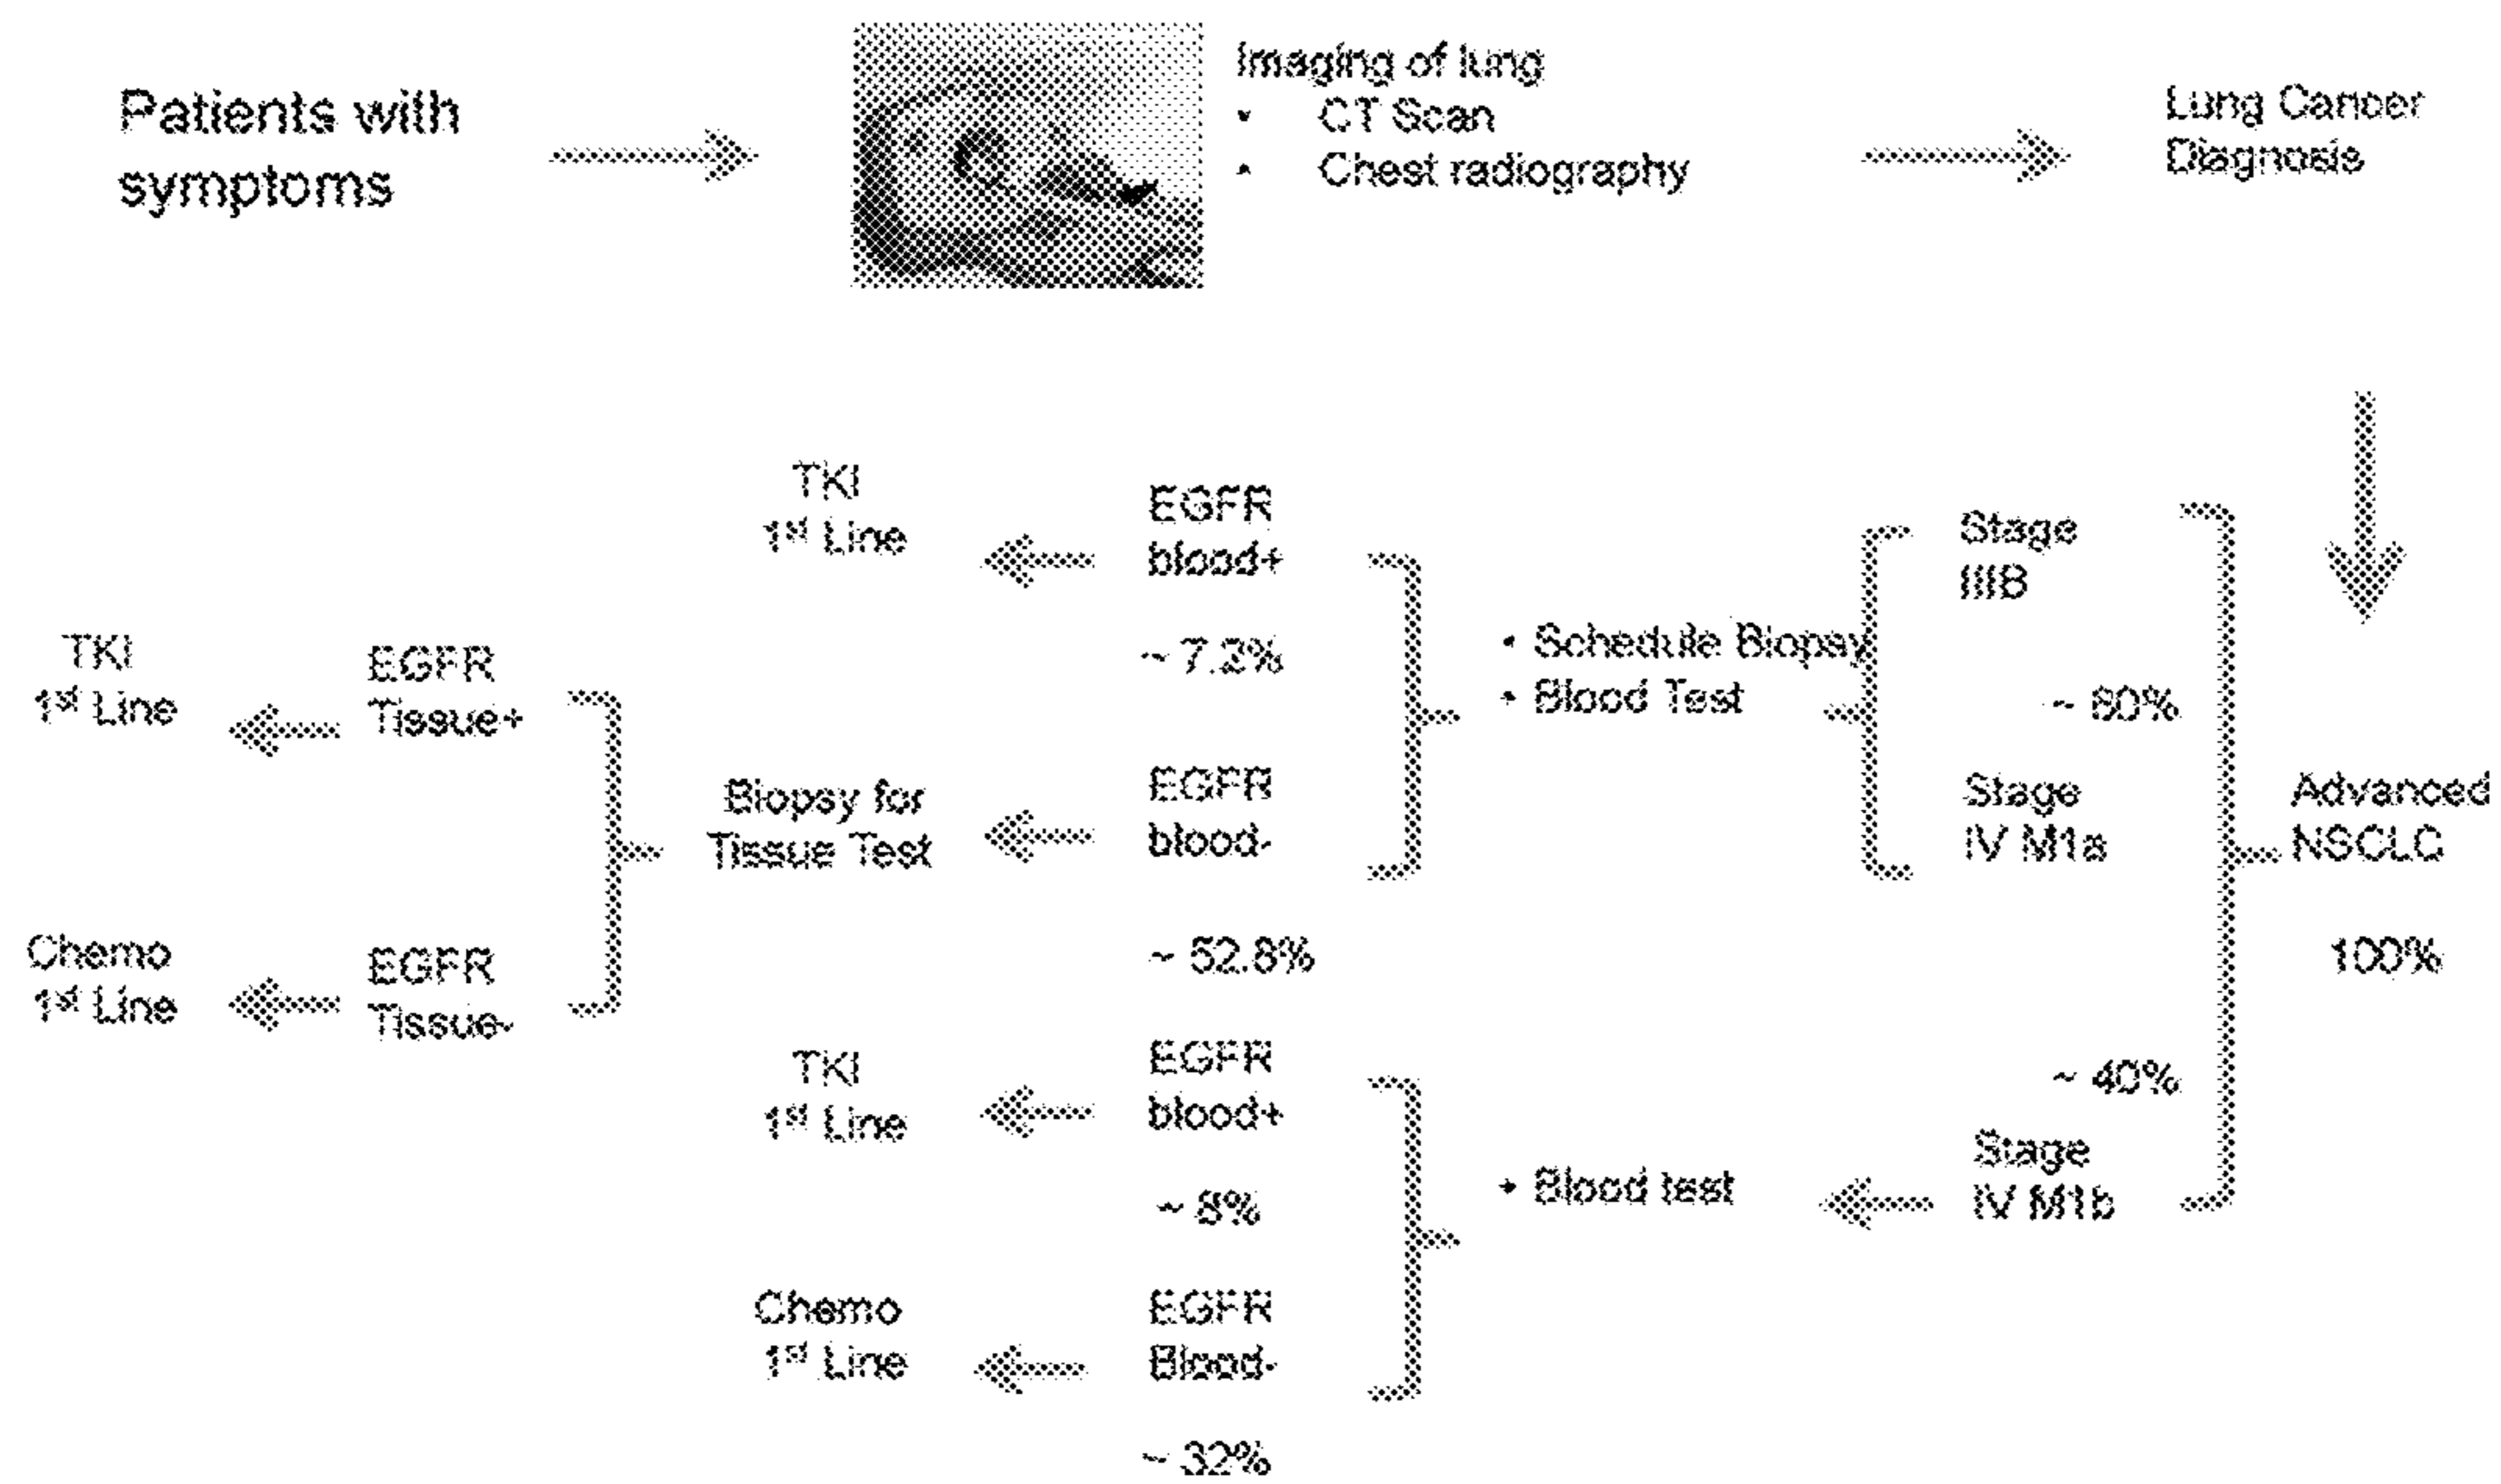 Patients with
symptoms
Imaging of lung
• CT Scan
• Chest radiography
Lung Cancer
Diagnosis
Advanced
NSCLC
100%
Stage
IIIB
~ 60%
Stage
IV M1a
~ 40%
Stage
IV M1b
• Schedule Biopsy
• Blood Test
• Blood test
EGFR
blood+
~ 7.2%
EGFR
blood-
~ 52.8%
EGFR
blood+
~ 8%
EGFR
Blood-
~ 32%
TKI
1st Line
Biopsy for
Tissue Test
TKI
1st Line
Chemo
1st Line
EGFR
Tissue+
EGFR
Tissue-
TKI
1st Line
Chemo
1st Line